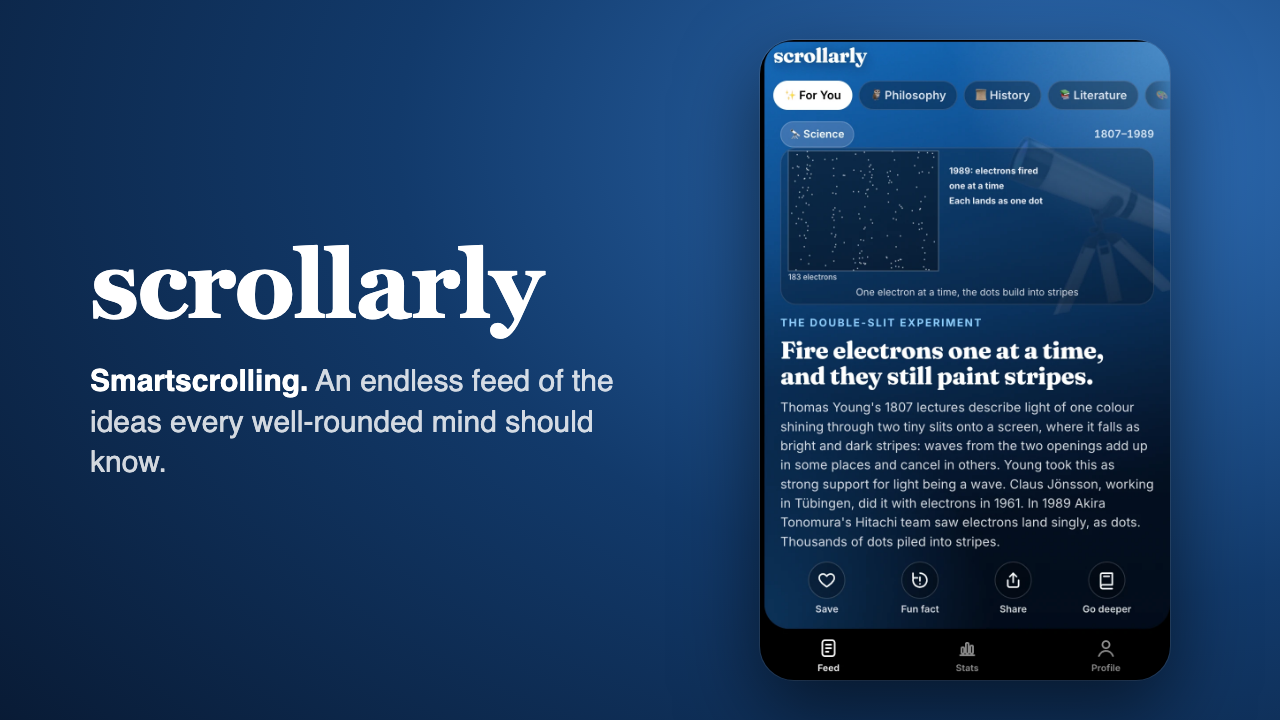 scrollarly
Smartscrolling. An endless feed of the
ideas every well-rounded mind should
know.
scrollarly
For You
Philosophy
History
Literature
Science
1807–1989
1989: electrons fired
one at a time
Each lands as one dot
183 electrons
One electron at a time, the dots build into stripes
THE DOUBLE-SLIT EXPERIMENT
Fire electrons one at a time,
and they still paint stripes.
Thomas Young's 1807 lectures describe light of one colour
shining through two tiny slits onto a screen, where it falls as
bright and dark stripes: waves from the two openings add up
in some places and cancel in others. Young took this as
strong support for light being a wave. Claus Jönsson, working
in Tübingen, did it with electrons in 1961. In 1989 Akira
Tonomura's Hitachi team saw electrons land singly, as dots.
Thousands of dots piled into stripes.
Save
Fun fact
Share
Go deeper
Feed
Stats
Profile